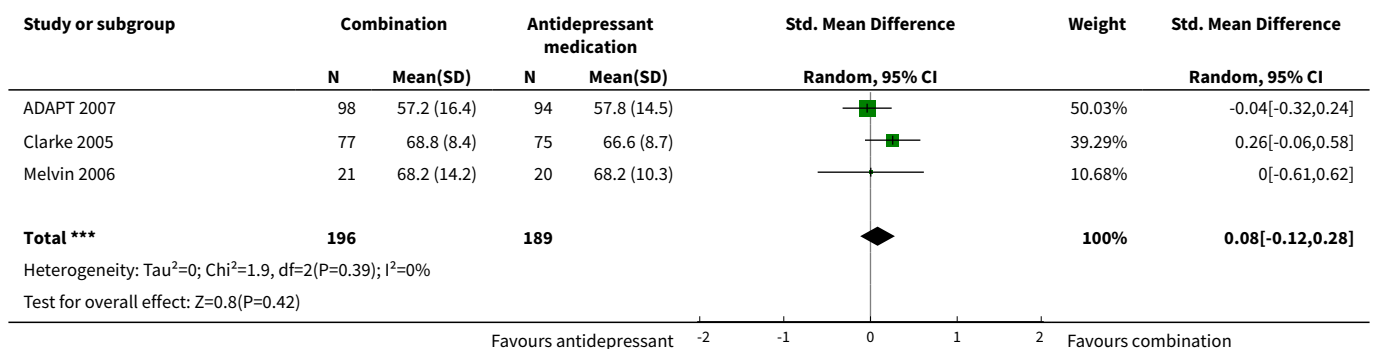 Study or subgroup Combination Antidepressant medication Std. Mean Difference Weight Std. Mean Difference
N Mean(SD) N Mean(SD) Random, 95% CI Random, 95% CI
ADAPT 2007 98 57.2 (16.4) 94 57.8 (14.5) 50.03% -0.04[-0.32,0.24]
Clarke 2005 77 68.8 (8.4) 75 66.6 (8.7) 39.29% 0.26[-0.06,0.58]
Melvin 2006 21 68.2 (14.2) 20 68.2 (10.3) 10.68% 0[-0.61,0.62]
Total *** 196 189 100% 0.08[-0.12,0.28]
Heterogeneity: Tau²=0; Chi²=1.9, df=2(P=0.39); I²=0%
Test for overall effect: Z=0.8(P=0.42)
Favours antidepressant -2 -1 0 1 2 Favours combination